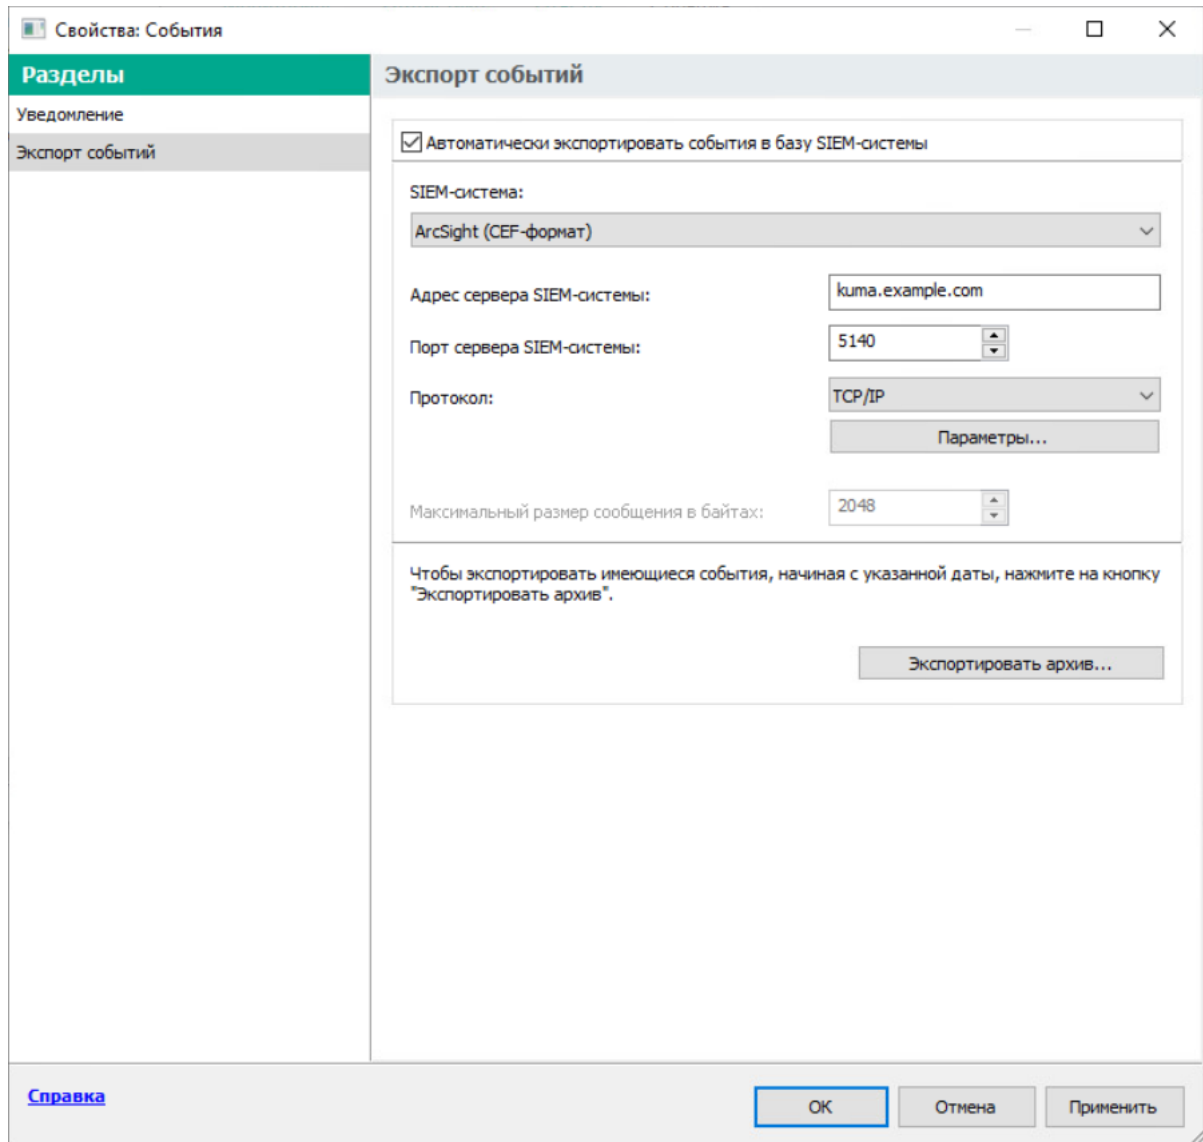 Свойства: События
Разделы
Уведомление
Экспорт событий
Экспорт событий
Автоматически экспортировать события в базу SIEM-системы
SIEM-система:
ArcSight (CEF-формат)
Адрес сервера SIEM-системы:
kuma.example.com
Порт сервера SIEM-системы:
5140
Протокол:
TCP/IP
Параметры...
Максимальный размер сообщения в байтах:
2048
Чтобы экспортировать имеющиеся события, начиная с указанной даты, нажмите на кнопку
"Экспортировать архив".
Экспортировать архив...
Справка
ОК
Отмена
Применить